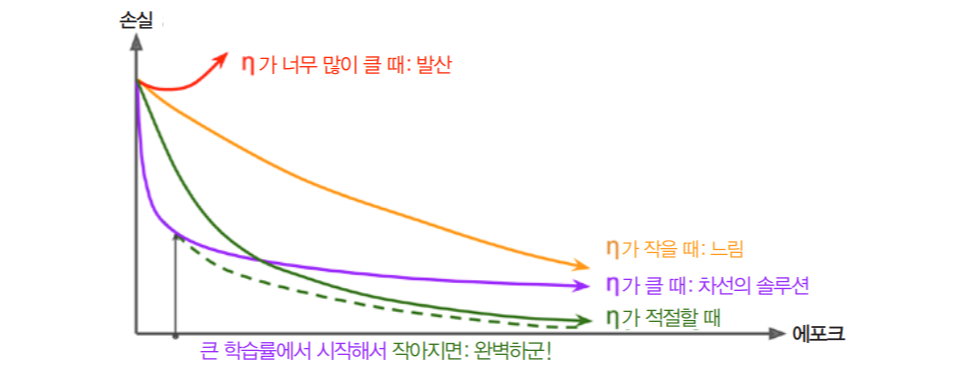 손실
η가 너무 많이 클 때: 발산
η가 작을 때: 느림
η가 클 때: 차선의 솔루션
η가 적절할 때
에포크
큰 학습률에서 시작해서 작아지면: 완벽하군!